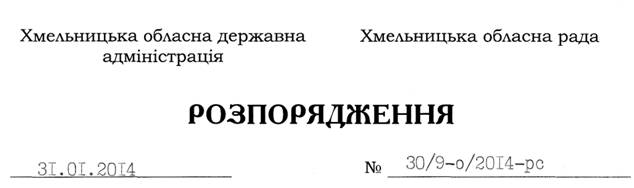 Хмельницька обласна державна адміністрація
Хмельницька обласна рада
РОЗПОРЯДЖЕННЯ
31.01.2014 № 30/9-о/2014-рс